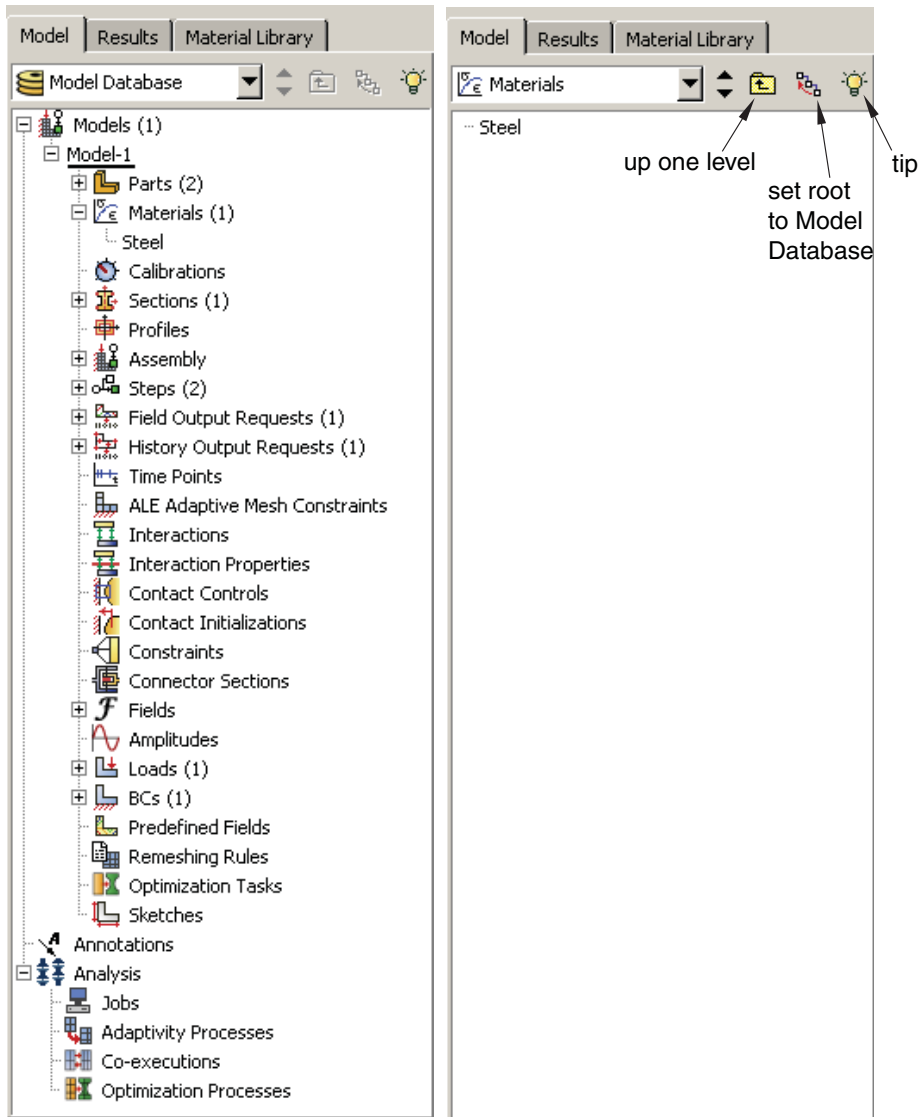 Model Results Material Library
Model Database
Models (1)
Model-1
Parts (2)
Materials (1)
Steel
Calibrations
Sections (1)
Profiles
Assembly
Steps (2)
Field Output Requests (1)
History Output Requests (1)
Time Points
ALE Adaptive Mesh Constraints
Interactions
Interaction Properties
Contact Controls
Contact Initializations
Constraints
Connector Sections
Fields
Amplitudes
Loads (1)
BCs (1)
Predefined Fields
Remeshing Rules
Optimization Tasks
Sketches
Annotations
Analysis
Jobs
Adaptivity Processes
Co-executions
Optimization Processes
Model Results Material Library
Materials
Steel
up one level
set root
to Model
Database
tip